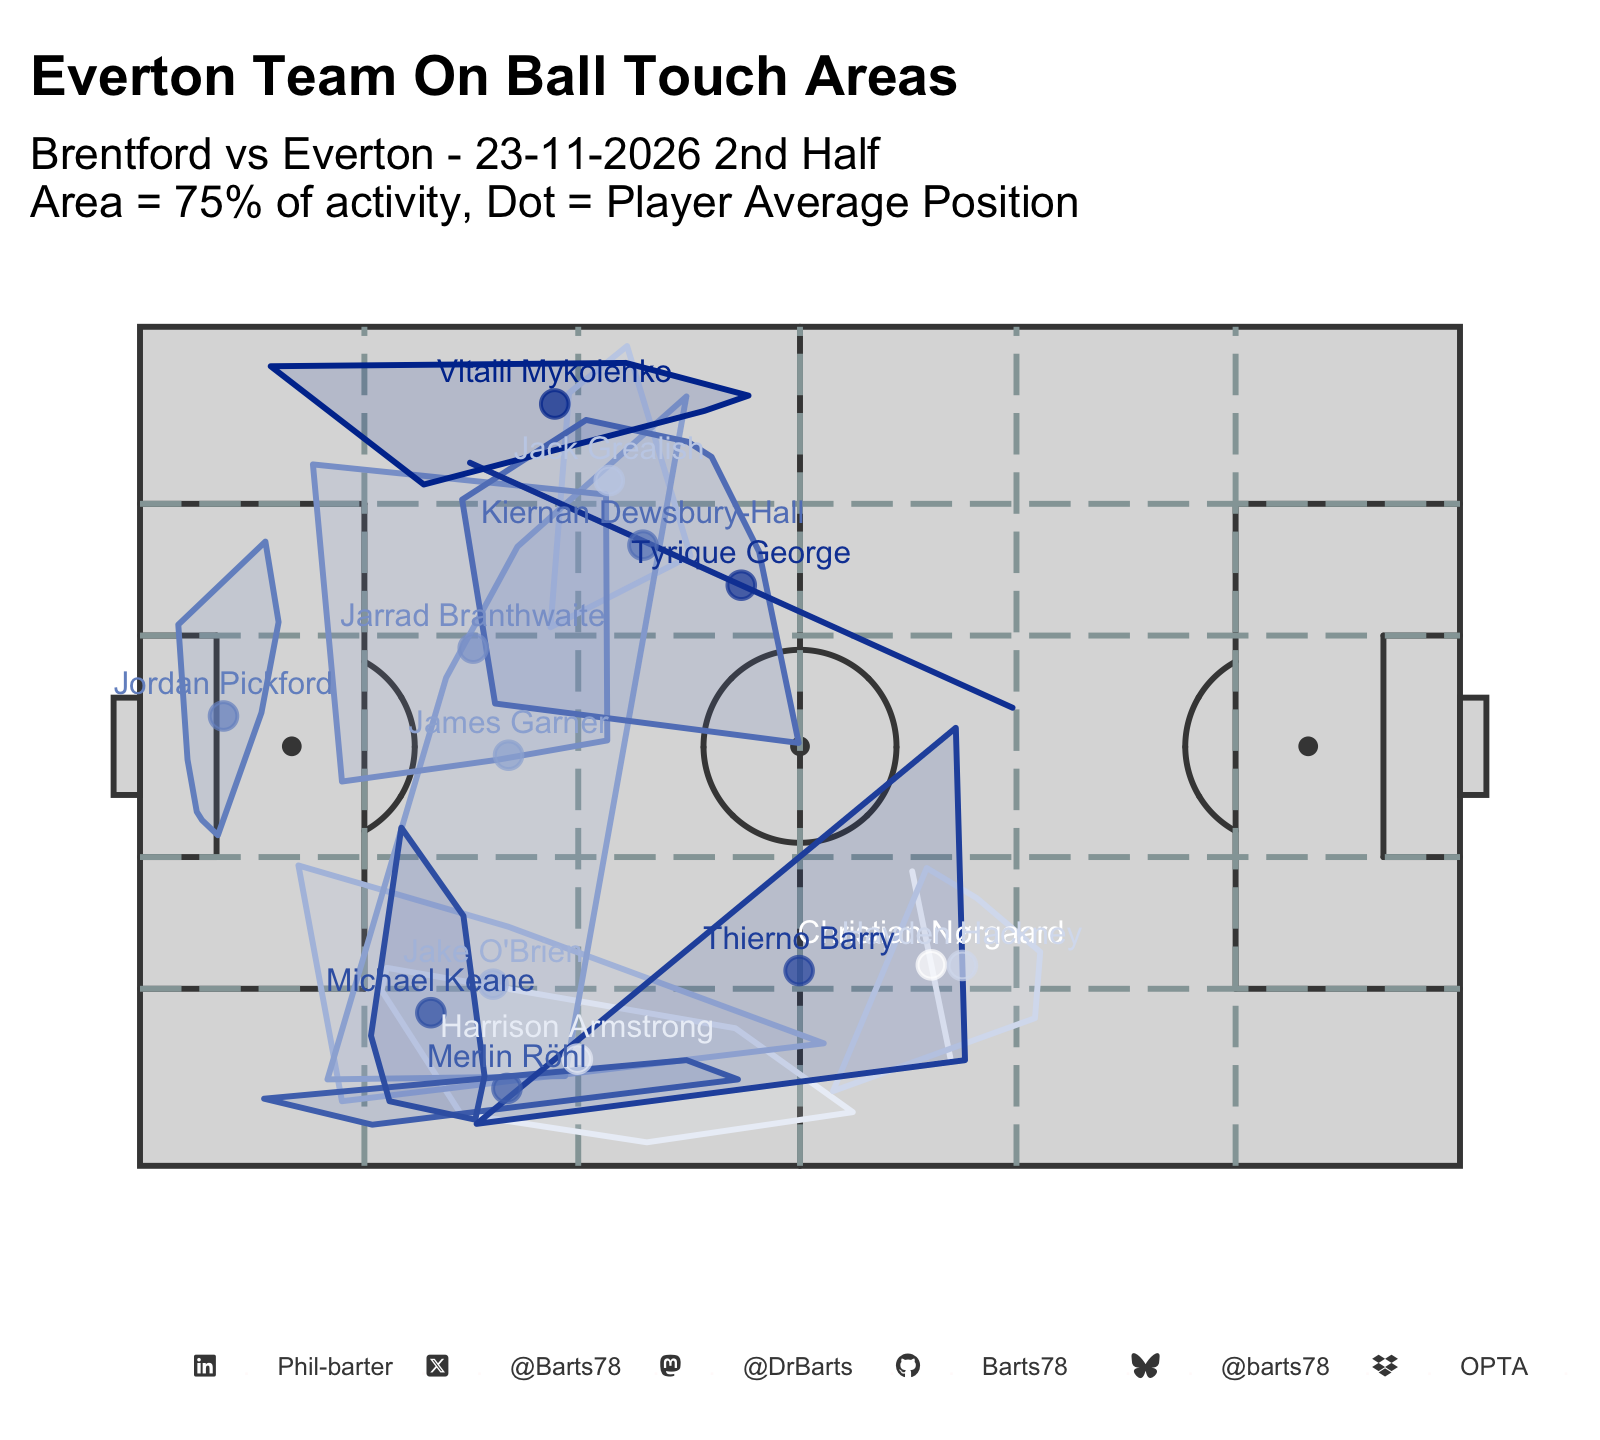 Everton Team On Ball Touch Areas
Brentford vs Everton - 23-11-2026 2nd Half
Area = 75% of activity, Dot = Player Average Position
Vitalii Mykolenko
Jack Grealish
Kiernan Dewsbury-Hall
Tyrique George
Jarrad Branthwaite
Jordan Pickford
James Garner
Christian Nørgaard
Thierno Barry
Jake O'Brien
Michael Keane
Harrison Armstrong
Merlin Röhl
Phil-barter
@Barts78
@DrBarts
Barts78
@barts78
OPTA